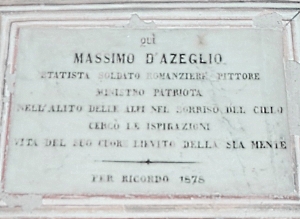 QUI
MASSIMO D'AZEGLIO
STATISTA SOLDATO ROMANZIERE PITTORE
MINISTRO PATRIOTA
NELL'ALITO DELLE ALPI NEL SORRISO DEL CIELO
CERCÒ LE ISPIRAZIONI
VITA DEL SUO CUORE LIEVITO DELLA SUA MENTE
PER RICORDO 1878